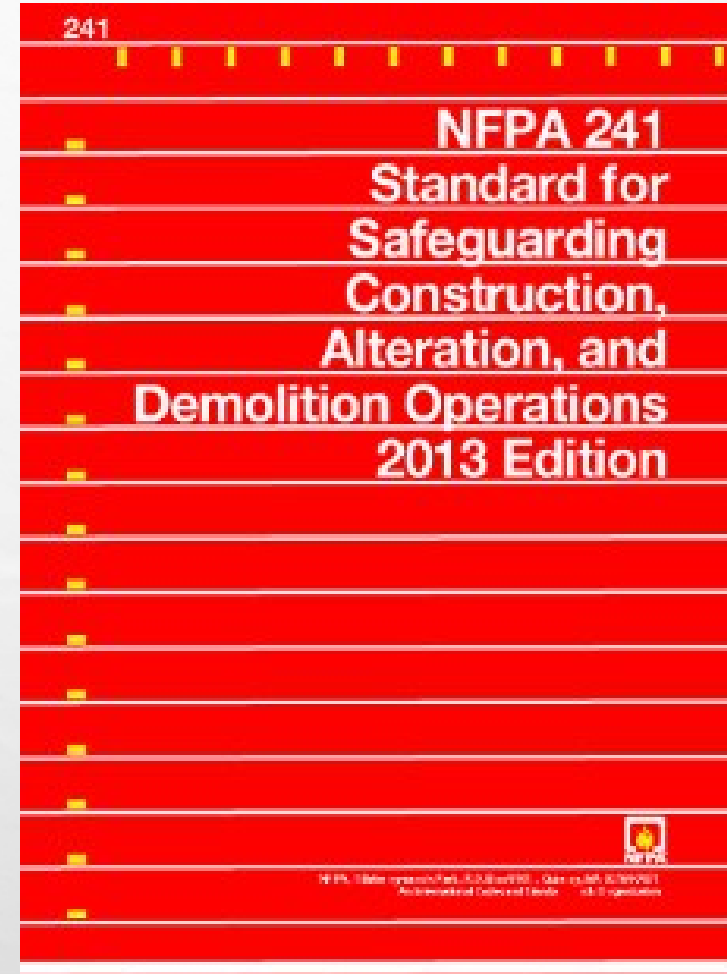 241
NFPA 241
Standard for
Safeguarding
Construction,
Alteration, and
Demolition Operations
2013 Edition
NFPA